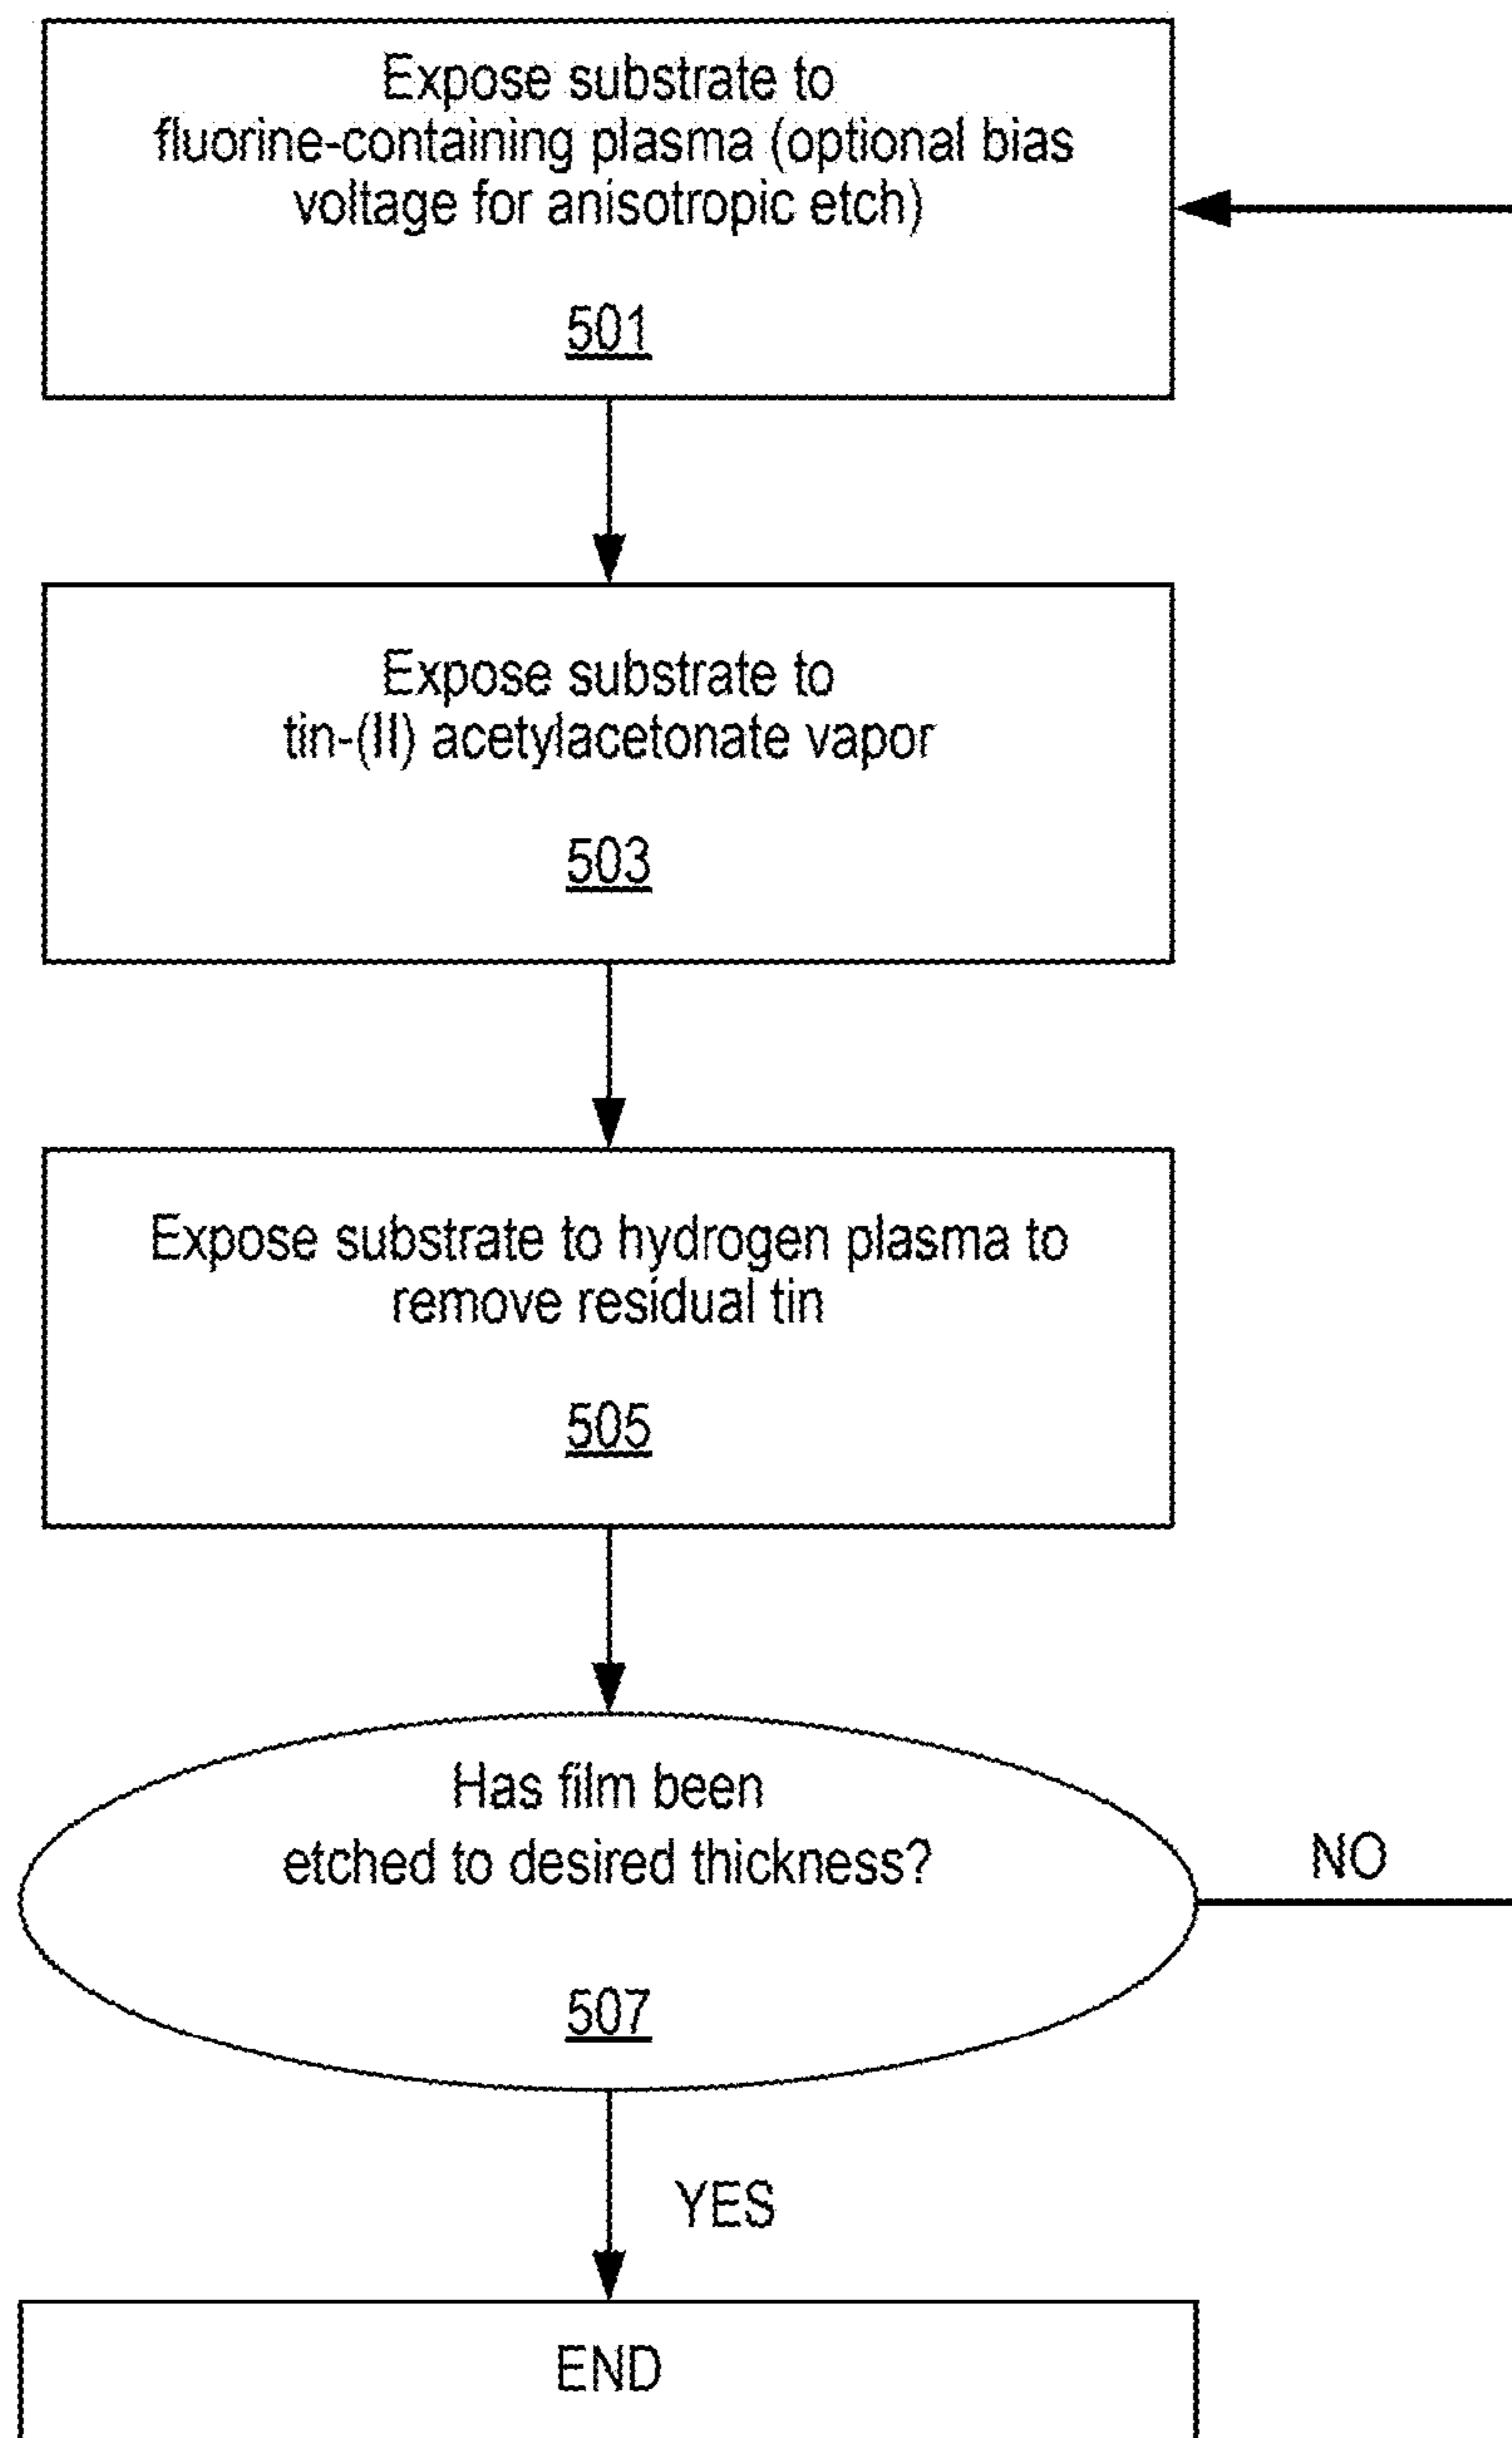 Expose substrate to
fluorine-containing plasma (optional bias
voltage for anisotropic etch)
501
Expose substrate to
tin-(II) acetylacetonate vapor
503
Expose substrate to hydrogen plasma to
remove residual tin
505
Has film been
etched to desired thickness?
NO
507
YES
END